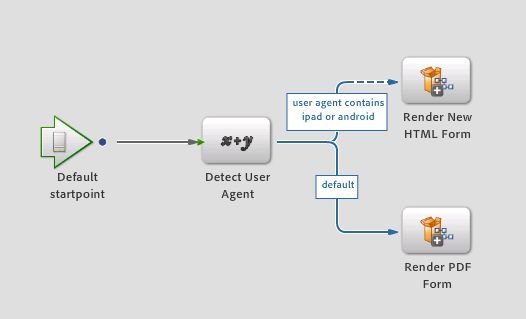 user agent contains
ipad or android
Render New
HTML Form
x+y
Default
startpoint
Detect User
Agent
default
Render PDF
Form